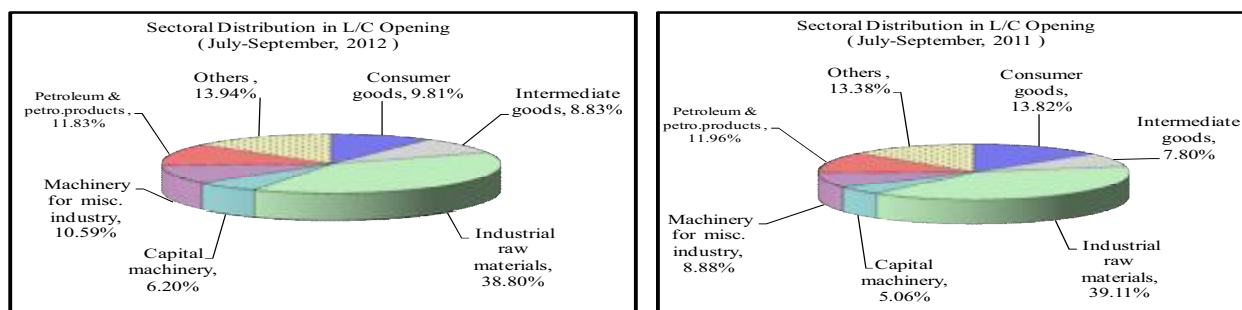 Sectoral Distribution in L/C Opening
( July-September, 2012 )
Others ,
13.94%
Consumer
goods, 9.81%
Intermediate
goods, 8.83%
Petroleum &
petro.products ,
11.83%
Machinery
for misc.
industry,
10.59%
Capital
machinery,
6.20%
Industrial
raw
materials,
38.80%
Sectoral Distribution in L/C Opening
( July-September, 2011 )
Others ,
13.38%
Consumer
goods,
13.82%
Intermediate
goods,
7.80%
Petroleum &
petro.products ,
11.96%
Machinery
for misc.
industry,
8.88%
Capital
machinery,
5.06%
Industrial
raw
materials,
39.11%